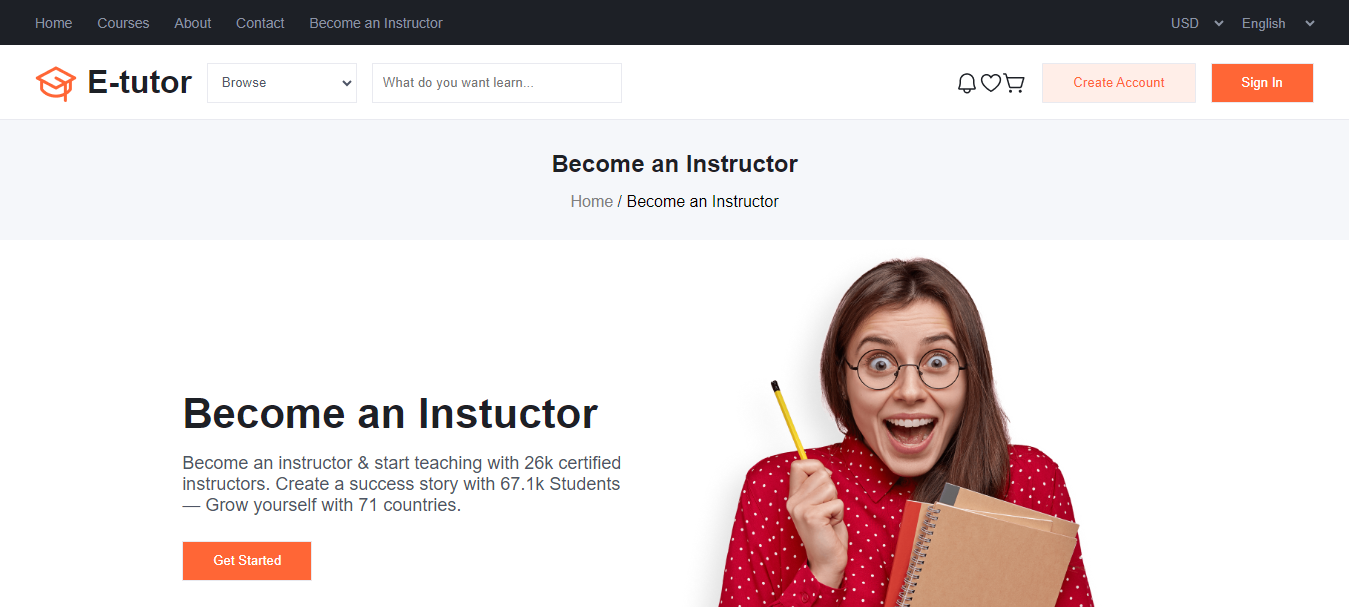 Home Courses About Contact Become an Instructor USD English
E-tutor Browse What do you want learn... Create Account Sign In
Become an Instructor
Home / Become an Instructor
Become an Instuctor
Become an instructor & start teaching with 26k certified
instructors. Create a success story with 67.1k Students
— Grow yourself with 71 countries.
Get Started